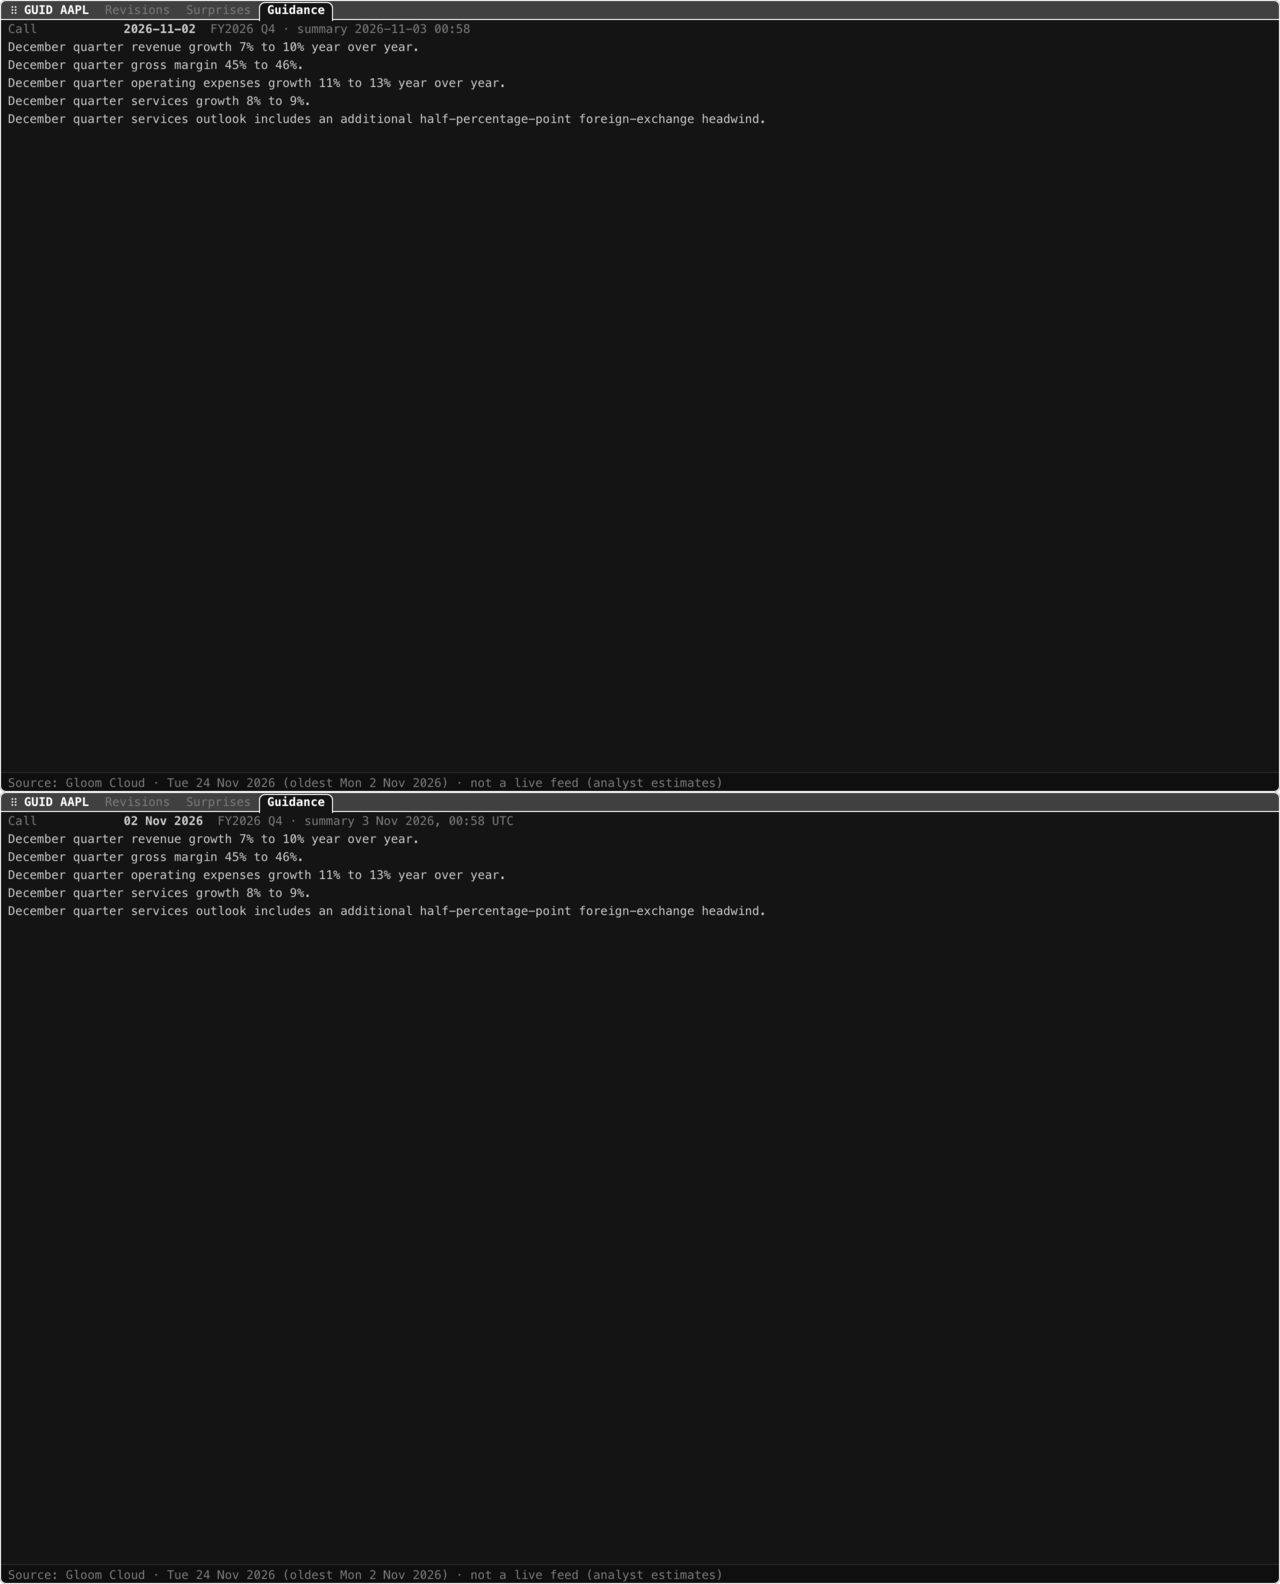 ⠿ GUID AAPL Revisions Surprises Guidance
Call 2026-11-02 FY2026 Q4 · summary 2026-11-03 00:58
December quarter revenue growth 7% to 10% year over year.
December quarter gross margin 45% to 46%.
December quarter operating expenses growth 11% to 13% year over year.
December quarter services growth 8% to 9%.
December quarter services outlook includes an additional half-percentage-point foreign-exchange headwind.
Source: Gloom Cloud · Tue 24 Nov 2026 (oldest Mon 2 Nov 2026) · not a live feed (analyst estimates)
⠿ GUID AAPL Revisions Surprises Guidance
Call 02 Nov 2026 FY2026 Q4 · summary 3 Nov 2026, 00:58 UTC
December quarter revenue growth 7% to 10% year over year.
December quarter gross margin 45% to 46%.
December quarter operating expenses growth 11% to 13% year over year.
December quarter services growth 8% to 9%.
December quarter services outlook includes an additional half-percentage-point foreign-exchange headwind.
Source: Gloom Cloud · Tue 24 Nov 2026 (oldest Mon 2 Nov 2026) · not a live feed (analyst estimates)